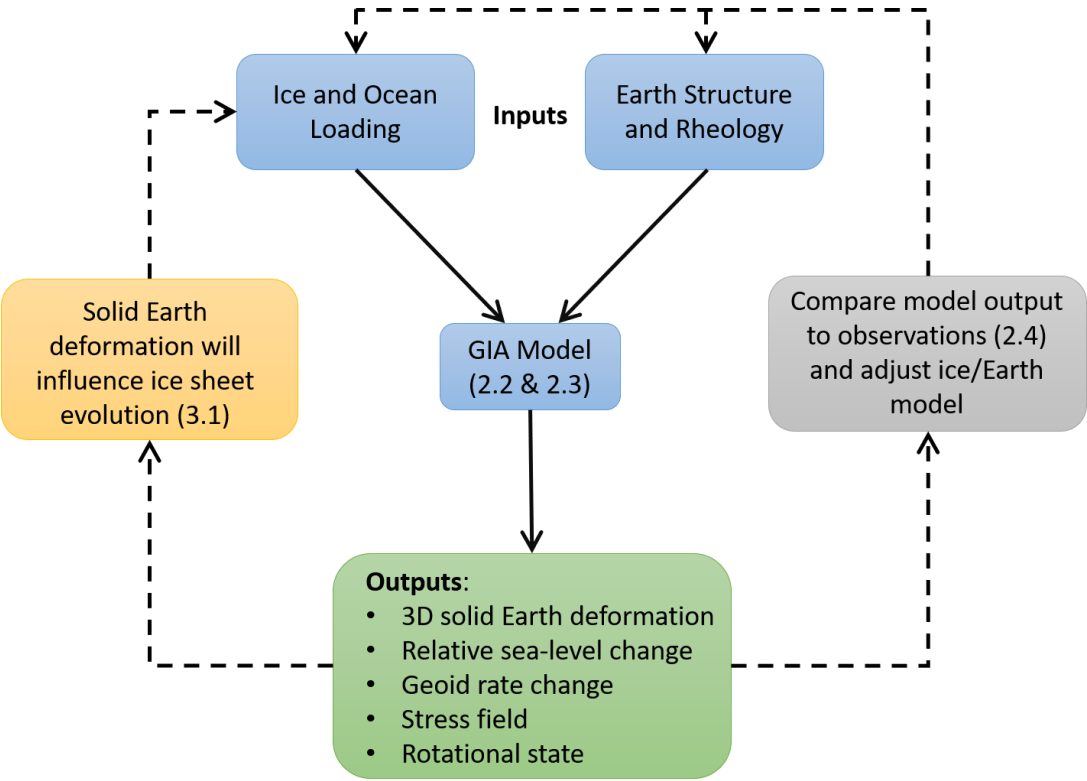 Ice and Ocean
Loading
Inputs
Earth Structure
and Rheology
Solid Earth
deformation will
influence ice sheet
evolution (3.1)
GIA Model
(2.2 & 2.3)
Compare model output
to observations (2.4)
and adjust ice/Earth
model
Outputs:
• 3D solid Earth deformation
• Relative sea-level change
• Geoid rate change
• Stress field
• Rotational state